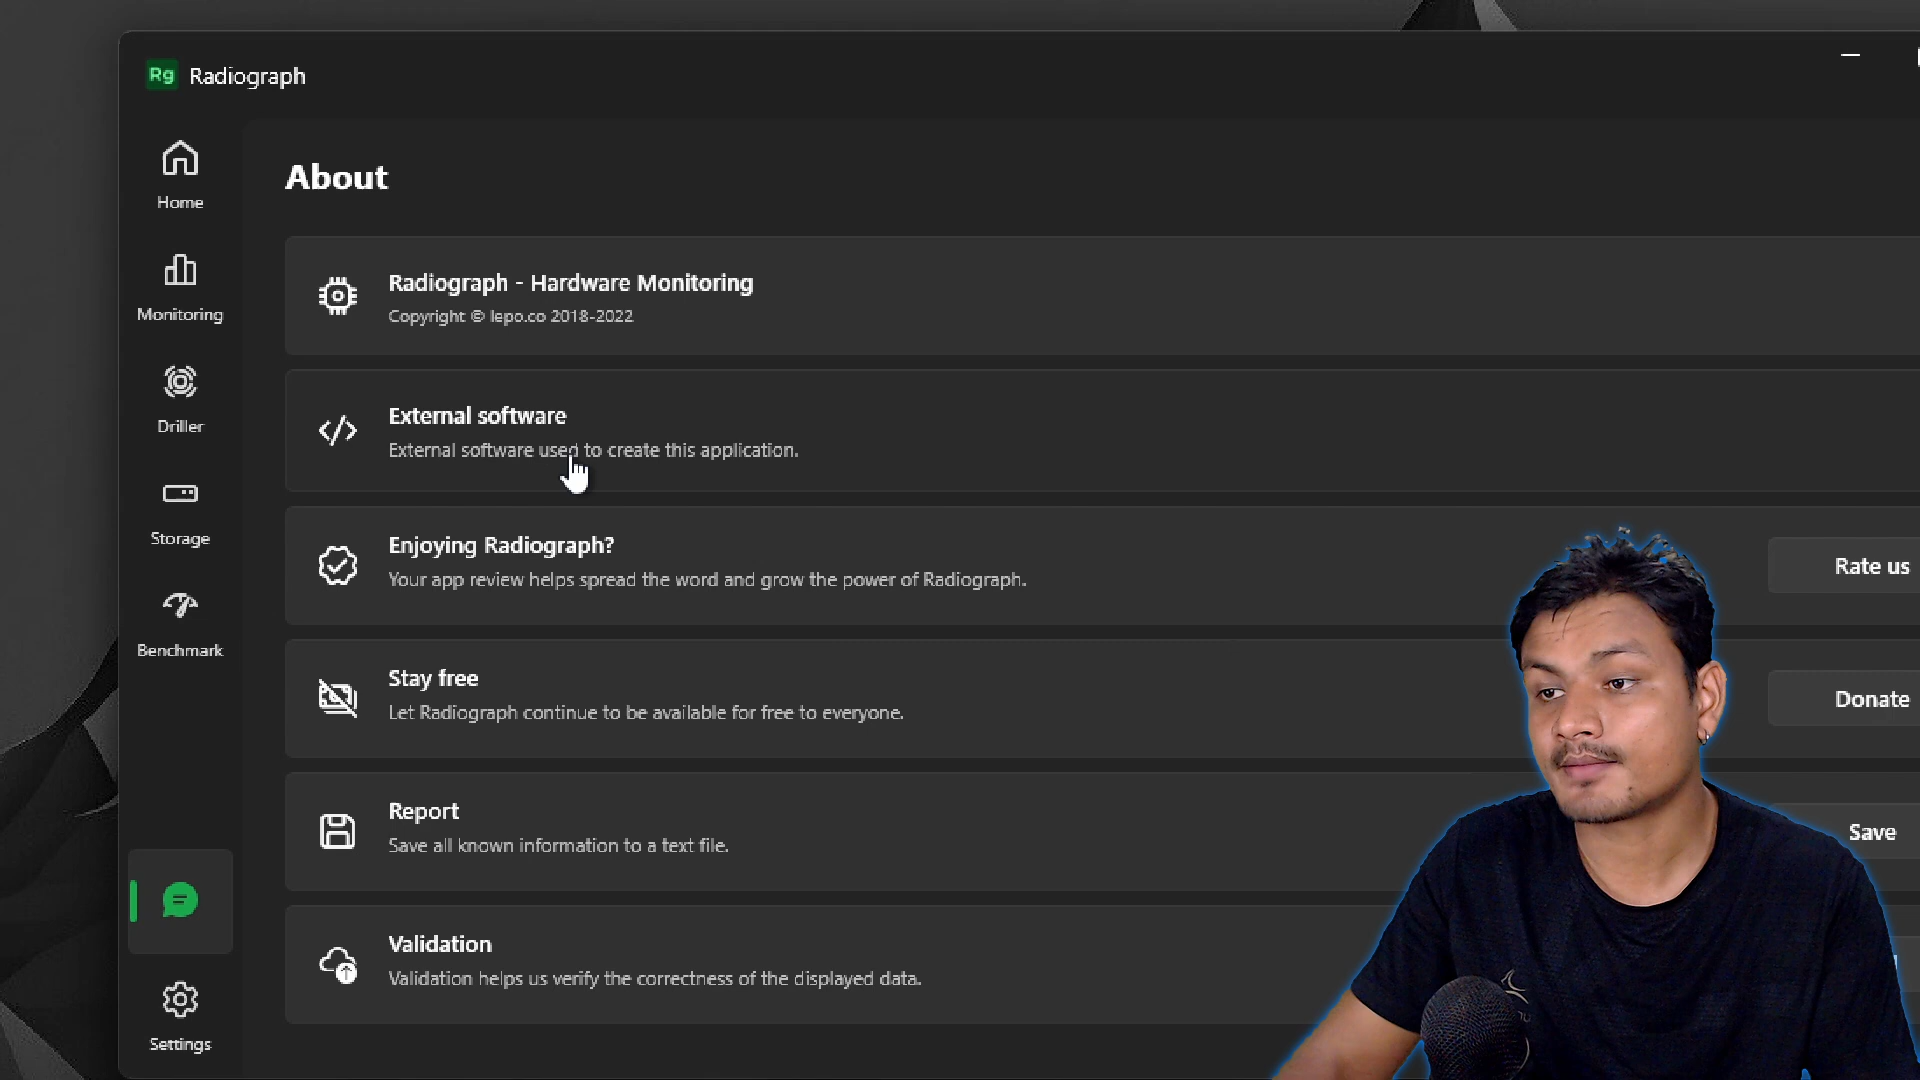 Rg Radiograph
Home
Monitoring
Driller
Storage
Benchmark
Settings
About
Radiograph - Hardware Monitoring
Copyright © lepo.co 2018-2022
External software
External software used to create this application.
Enjoying Radiograph?
Your app review helps spread the word and grow the power of Radiograph.
Rate us
Stay free
Let Radiograph continue to be available for free to everyone.
Donate
Report
Save all known information to a text file.
Save
Validation
Validation helps us verify the correctness of the displayed data.